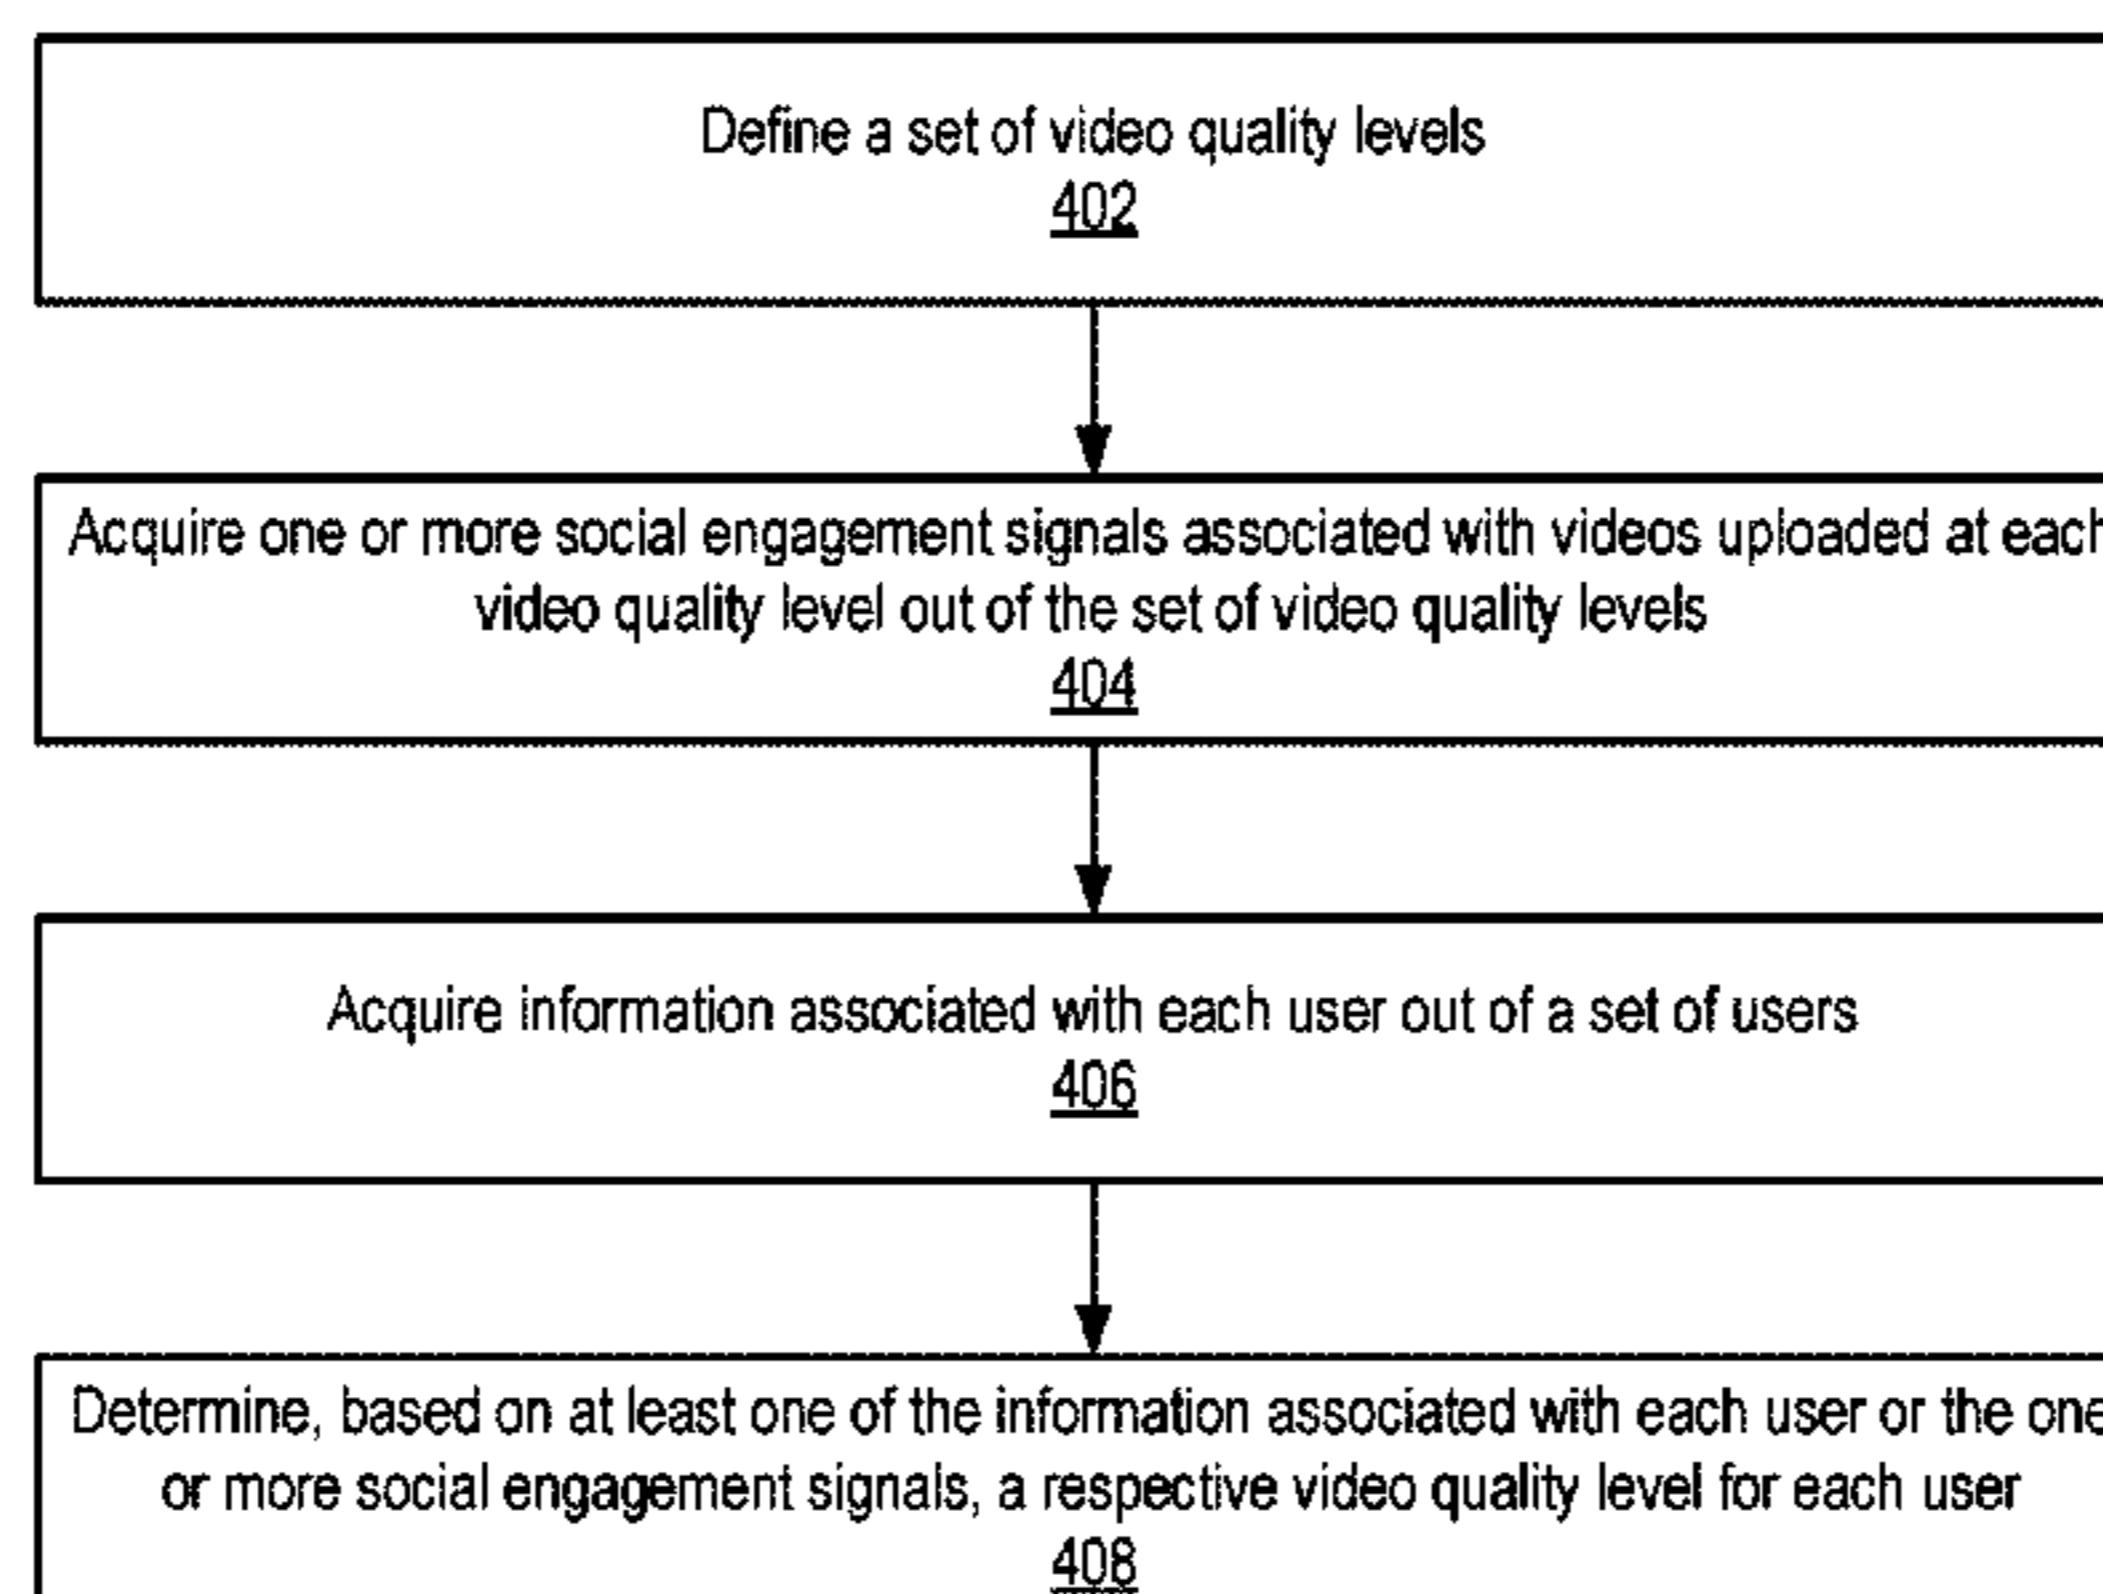 Define a set of video quality levels
402
Acquire one or more social engagement signals associated with videos uploaded at each
video quality level out of the set of video quality levels
404
Acquire information associated with each user out of a set of users
406
Determine, based on at least one of the information associated with each user or the one
or more social engagement signals, a respective video quality level for each user
408